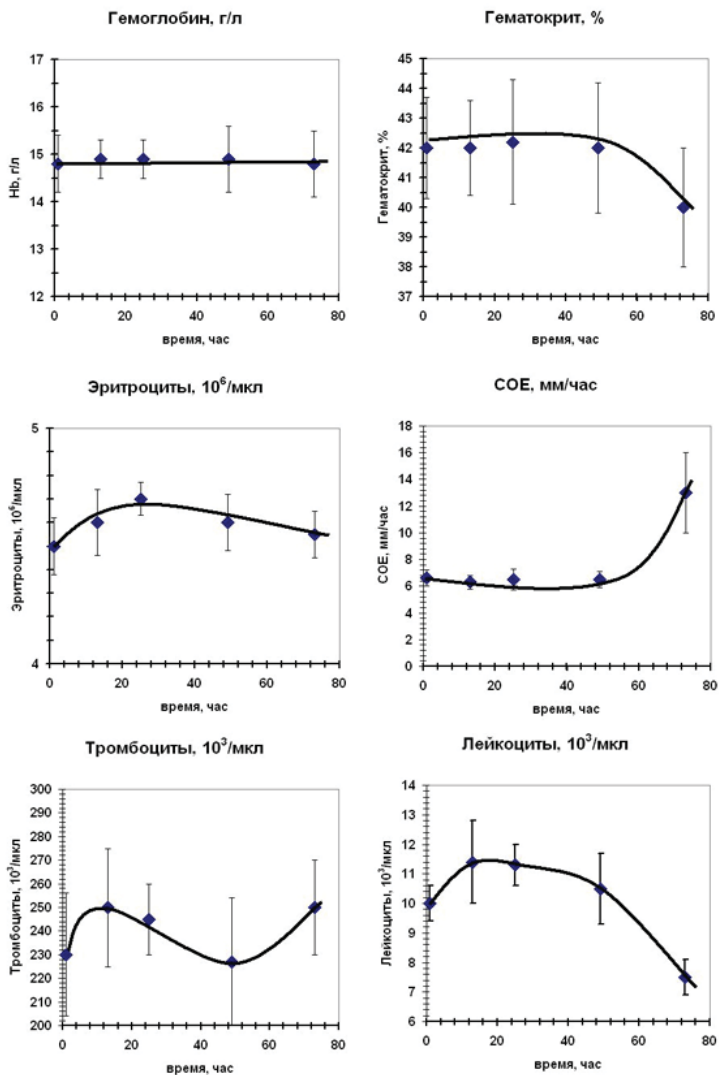 Гемоглобин, г/л
Hb, г/л
17
16
15
14
13
12
0 20 40 60 80
время, час
Гематокрит, %
Гематокрит, %
45
44
43
42
41
40
39
38
37
0 20 40 60 80
время, час
Эритроциты, 10⁶/мкл
Эритроциты, 10⁶/мкл
5
4
0 20 40 60 80
время, час
СОЕ, мм/час
СОЕ, мм/час
18
16
14
12
10
8
6
4
2
0
0 20 40 60 80
время, час
Тромбоциты, 10³/мкл
Тромбоциты, 10³/мкл
300
290
280
270
260
250
240
230
220
210
200
0 20 40 60 80
время, час
Лейкоциты, 10³/мкл
Лейкоциты, 10³/мкл
14
13
12
11
10
9
8
7
6
0 20 40 60 80
время, час